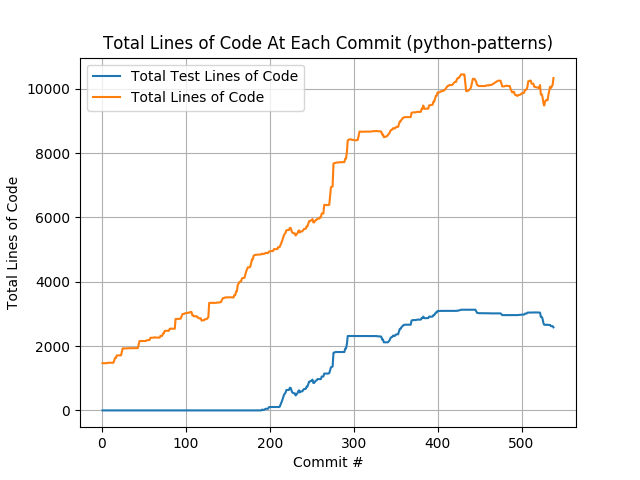 Total Lines of Code At Each Commit (python-patterns)
Total Test Lines of Code
Total Lines of Code
Total Lines of Code
10000
8000
6000
4000
2000
0
0 100 200 300 400 500
Commit #